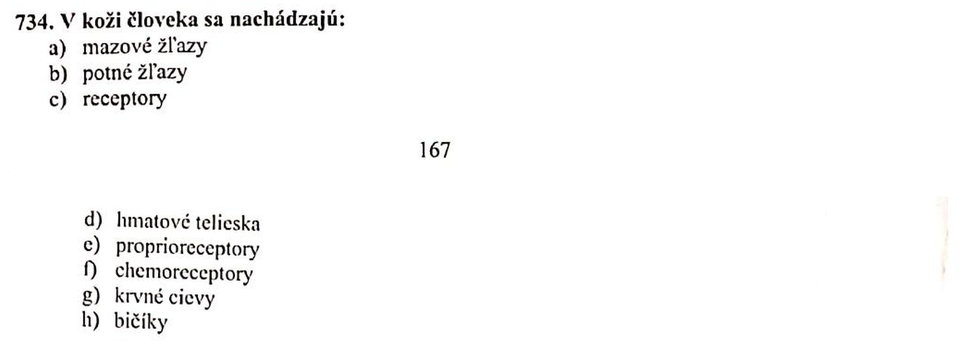 734. V koži človeka sa nachádzajú:
a) mazové žľazy
b) potné žľazy
c) receptory
167
d) hmatové telieska
e) proprioreceptory
f) chemoreceptory
g) krvné cievy
h) bičíky